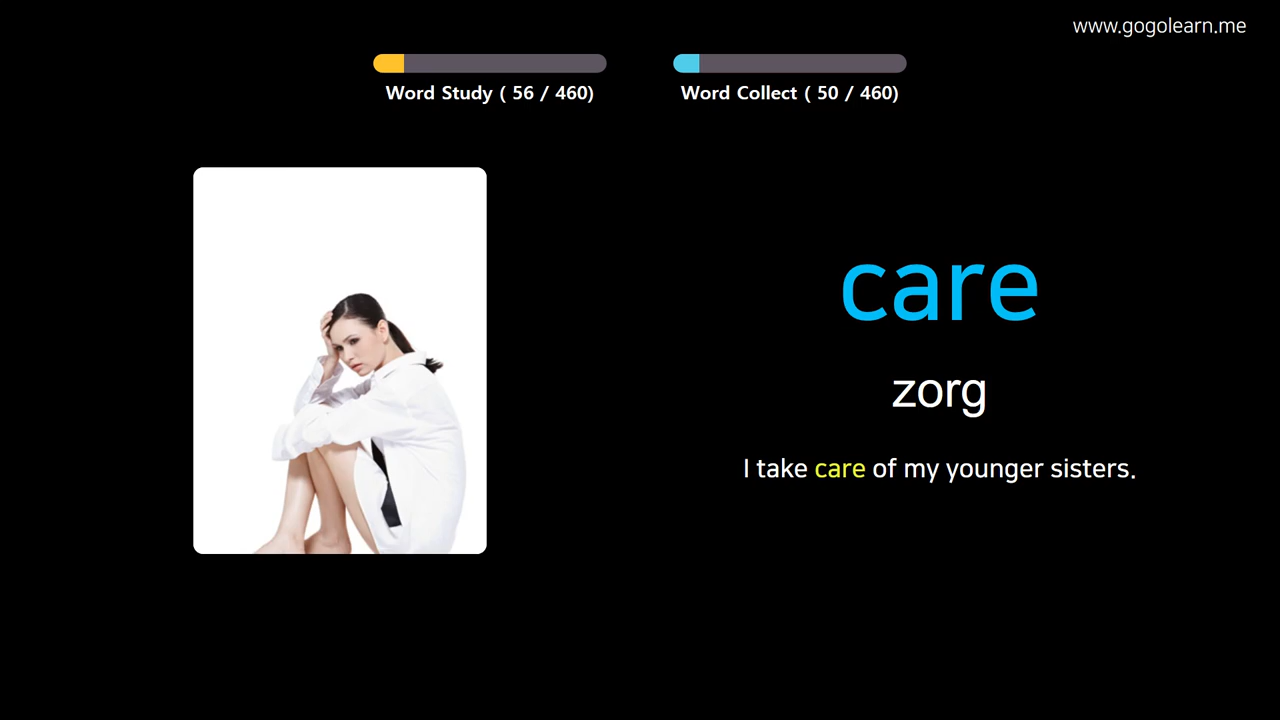 www.gogolearn.me
Word Study ( 56 / 460)
Word Collect ( 50 / 460)
care
zorg
I take care of my younger sisters.